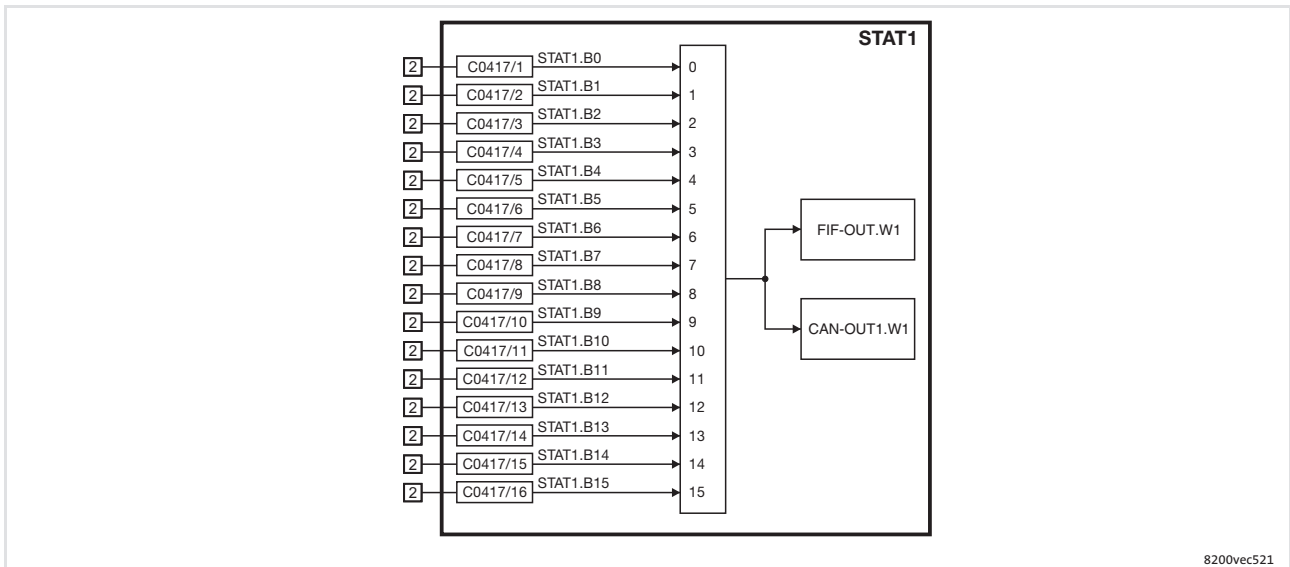 STAT1
2 C0417/1 STAT1.B0 0
2 C0417/2 STAT1.B1 1
2 C0417/3 STAT1.B2 2
2 C0417/4 STAT1.B3 3
2 C0417/5 STAT1.B4 4
2 C0417/6 STAT1.B5 5
2 C0417/7 STAT1.B6 6
2 C0417/8 STAT1.B7 7
2 C0417/9 STAT1.B8 8
2 C0417/10 STAT1.B9 9
2 C0417/11 STAT1.B10 10
2 C0417/12 STAT1.B11 11
2 C0417/13 STAT1.B12 12
2 C0417/14 STAT1.B13 13
2 C0417/15 STAT1.B14 14
2 C0417/16 STAT1.B15 15
FIF-OUT.W1
CAN-OUT1.W1
8200vec521